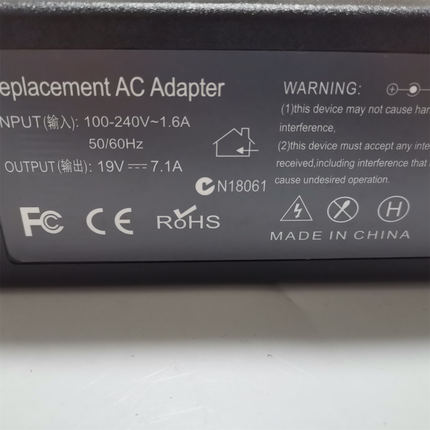 eplacement AC Adapter
NPUT(输入): 100-240V~1.6A
50/60Hz
OUTPUT(输出): 19V⎓7.1A
N18061
FC CE RoHS
WARNING:
(1)this device may not cause har
interference,
(2)this device must accept any inter
received,including interference that
cause undesired operation.
H
MADE IN CHINA